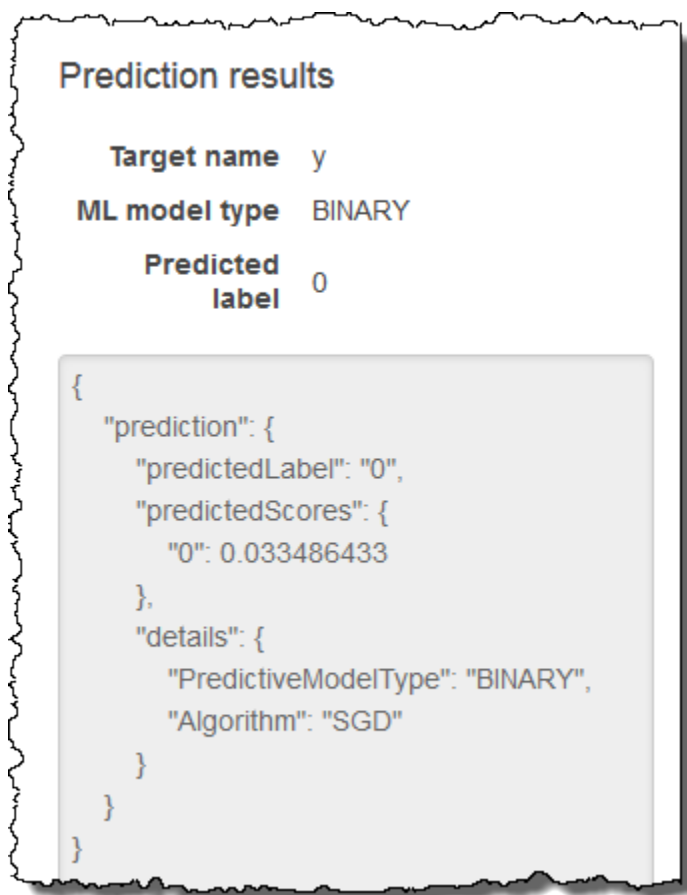 Prediction results
Target name y
ML model type BINARY
Predicted
label 0
{
"prediction": {
"predictedLabel": "0",
"predictedScores": {
"0": 0.033486433
},
"details": {
"PredictiveModelType": "BINARY",
"Algorithm": "SGD"
}
}
}